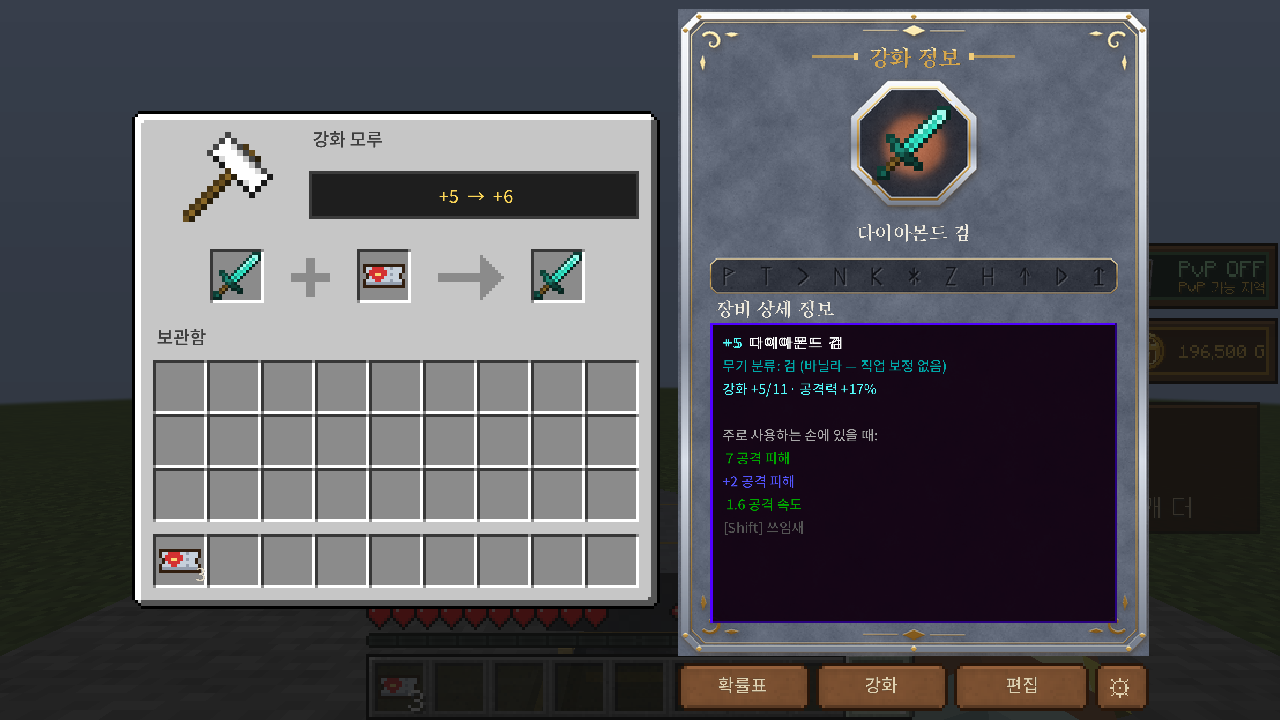 강화 모루
+5 → +6
보관함
3
강화 정보
다이아몬드 검
장비 상세 정보
+5 다이아몬드 검
무기 분류: 검 (바닐라 — 직업 보정 없음)
강화 +5/11 · 공격력 +17%
주로 사용하는 손에 있을 때:
7 공격 피해
+2 공격 피해
1.6 공격 속도
[Shift] 쓰임새
PvP OFF
PvP 가능 지역
196,500 G
더
3
확률표
강화
편집